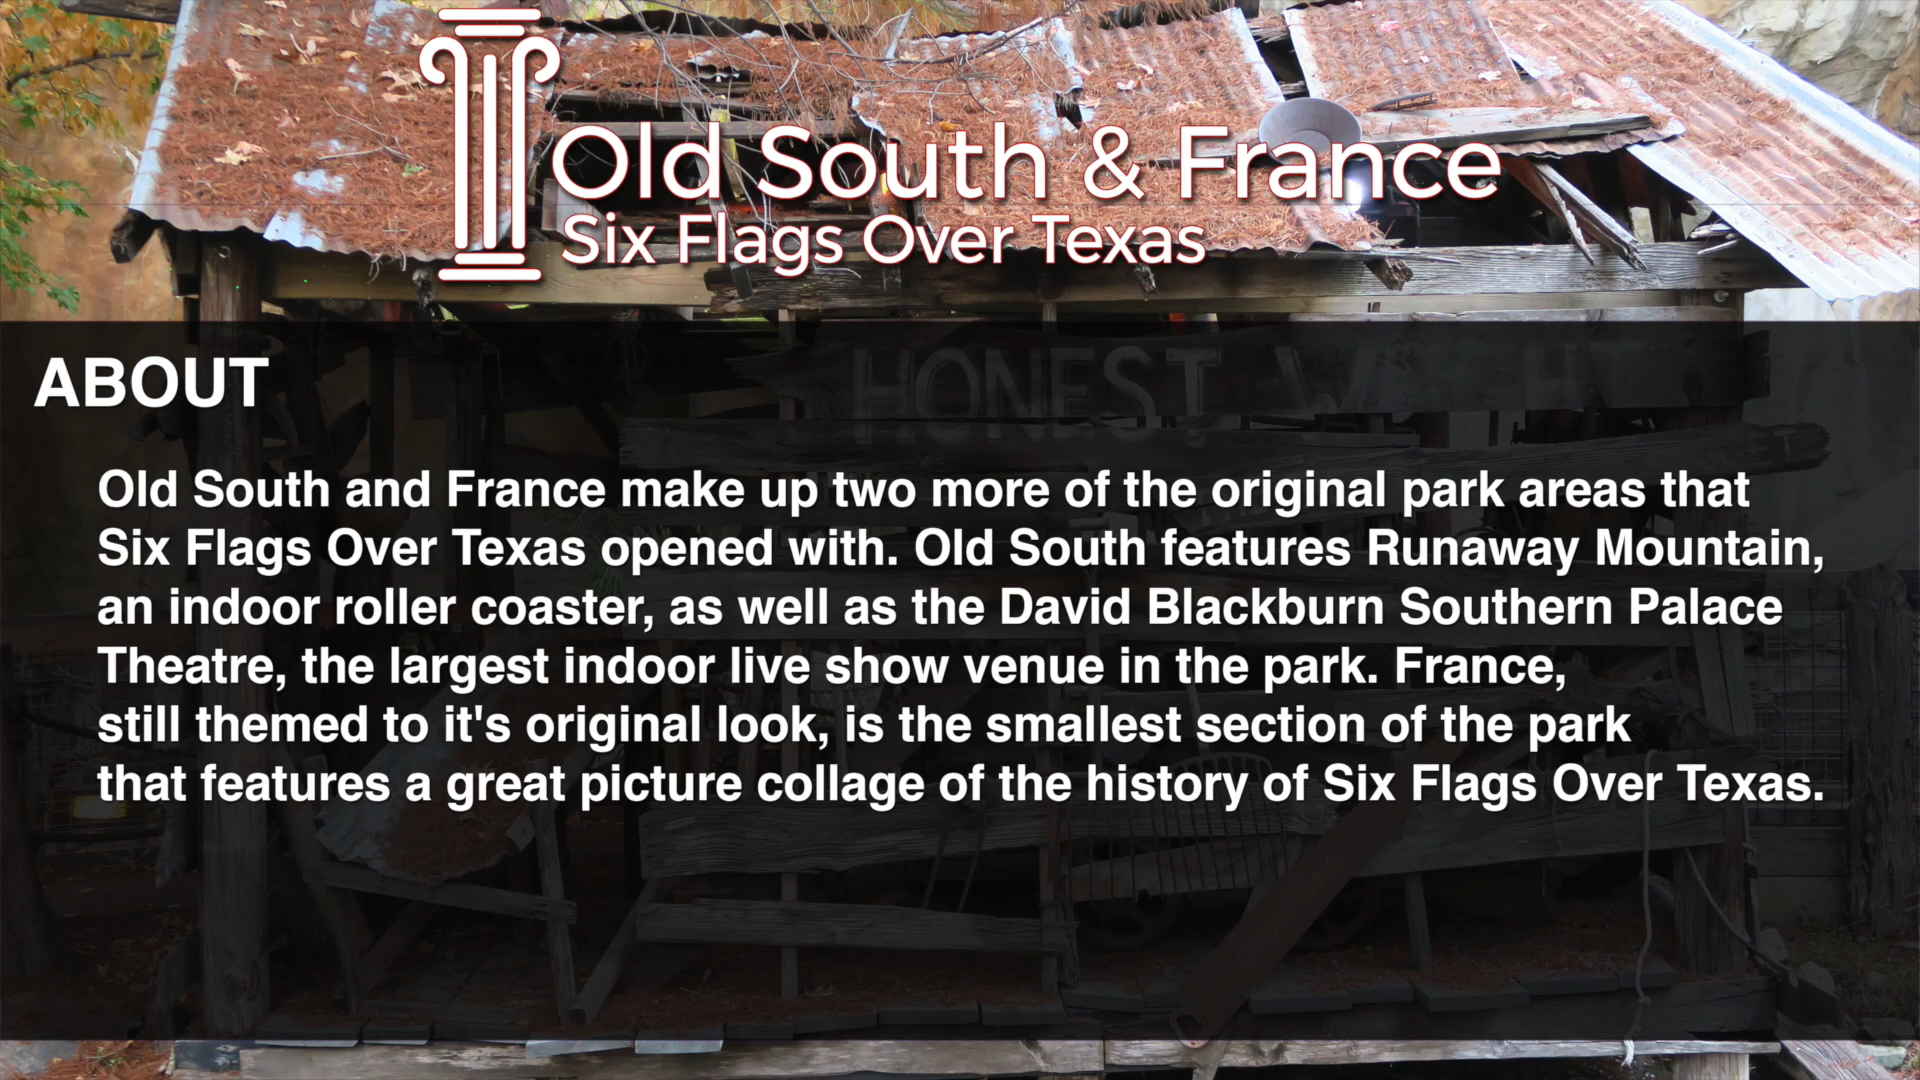 Old South & France
Six Flags Over Texas
HONEST
ABOUT
Old South and France make up two more of the original park areas that
Six Flags Over Texas opened with. Old South features Runaway Mountain,
an indoor roller coaster, as well as the David Blackburn Southern Palace
Theatre, the largest indoor live show venue in the park. France,
still themed to it's original look, is the smallest section of the park
that features a great picture collage of the history of Six Flags Over Texas.